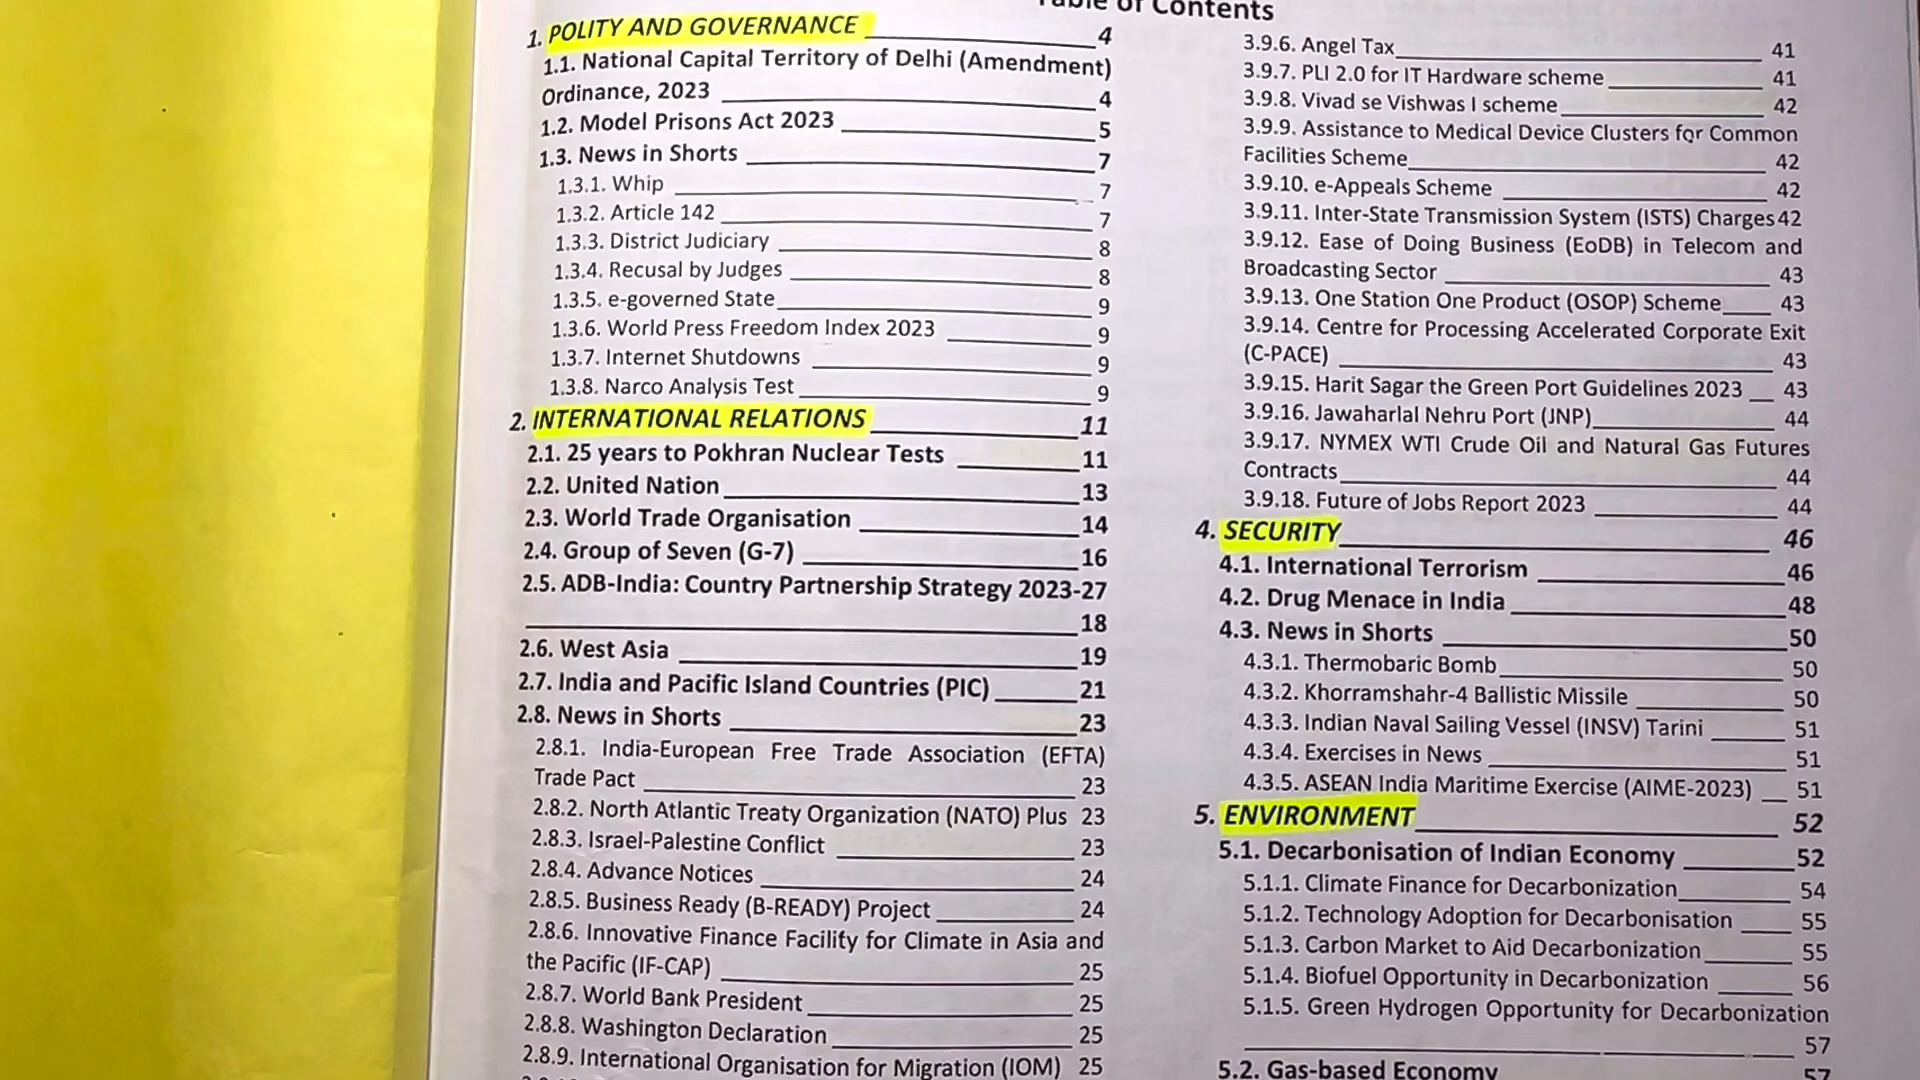 Table of Contents
1. POLITY AND GOVERNANCE 4
1.1. National Capital Territory of Delhi (Amendment)
Ordinance, 2023 4
1.2. Model Prisons Act 2023 5
1.3. News in Shorts 7
1.3.1. Whip 7
1.3.2. Article 142 7
1.3.3. District Judiciary 8
1.3.4. Recusal by Judges 8
1.3.5. e-governed State 9
1.3.6. World Press Freedom Index 2023 9
1.3.7. Internet Shutdowns 9
1.3.8. Narco Analysis Test 9
2. INTERNATIONAL RELATIONS 11
2.1. 25 years to Pokhran Nuclear Tests 11
2.2. United Nation 13
2.3. World Trade Organisation 14
2.4. Group of Seven (G-7) 16
2.5. ADB-India: Country Partnership Strategy 2023-27
18
2.6. West Asia 19
2.7. India and Pacific Island Countries (PIC) 21
2.8. News in Shorts 23
2.8.1. India-European Free Trade Association (EFTA)
Trade Pact 23
2.8.2. North Atlantic Treaty Organization (NATO) Plus 23
2.8.3. Israel-Palestine Conflict 23
2.8.4. Advance Notices 24
2.8.5. Business Ready (B-READY) Project 24
2.8.6. Innovative Finance Facility for Climate in Asia and
the Pacific (IF-CAP) 25
2.8.7. World Bank President 25
2.8.8. Washington Declaration 25
2.8.9. International Organisation for Migration (IOM) 25
3.9.6. Angel Tax 41
3.9.7. PLI 2.0 for IT Hardware scheme 41
3.9.8. Vivad se Vishwas I scheme 42
3.9.9. Assistance to Medical Device Clusters for Common
Facilities Scheme 42
3.9.10. e-Appeals Scheme 42
3.9.11. Inter-State Transmission System (ISTS) Charges 42
3.9.12. Ease of Doing Business (EoDB) in Telecom and
Broadcasting Sector 43
3.9.13. One Station One Product (OSOP) Scheme 43
3.9.14. Centre for Processing Accelerated Corporate Exit
(C-PACE) 43
3.9.15. Harit Sagar the Green Port Guidelines 2023 43
3.9.16. Jawaharlal Nehru Port (JNP) 44
3.9.17. NYMEX WTI Crude Oil and Natural Gas Futures
Contracts 44
3.9.18. Future of Jobs Report 2023 44
4. SECURITY 46
4.1. International Terrorism 46
4.2. Drug Menace in India 48
4.3. News in Shorts 50
4.3.1. Thermobaric Bomb 50
4.3.2. Khorramshahr-4 Ballistic Missile 50
4.3.3. Indian Naval Sailing Vessel (INSV) Tarini 51
4.3.4. Exercises in News 51
4.3.5. ASEAN India Maritime Exercise (AIME-2023) 51
5. ENVIRONMENT 52
5.1. Decarbonisation of Indian Economy 52
5.1.1. Climate Finance for Decarbonization 54
5.1.2. Technology Adoption for Decarbonisation 55
5.1.3. Carbon Market to Aid Decarbonization 55
5.1.4. Biofuel Opportunity in Decarbonization 56
5.1.5. Green Hydrogen Opportunity for Decarbonization
57
5.2. Gas-based Economy 57